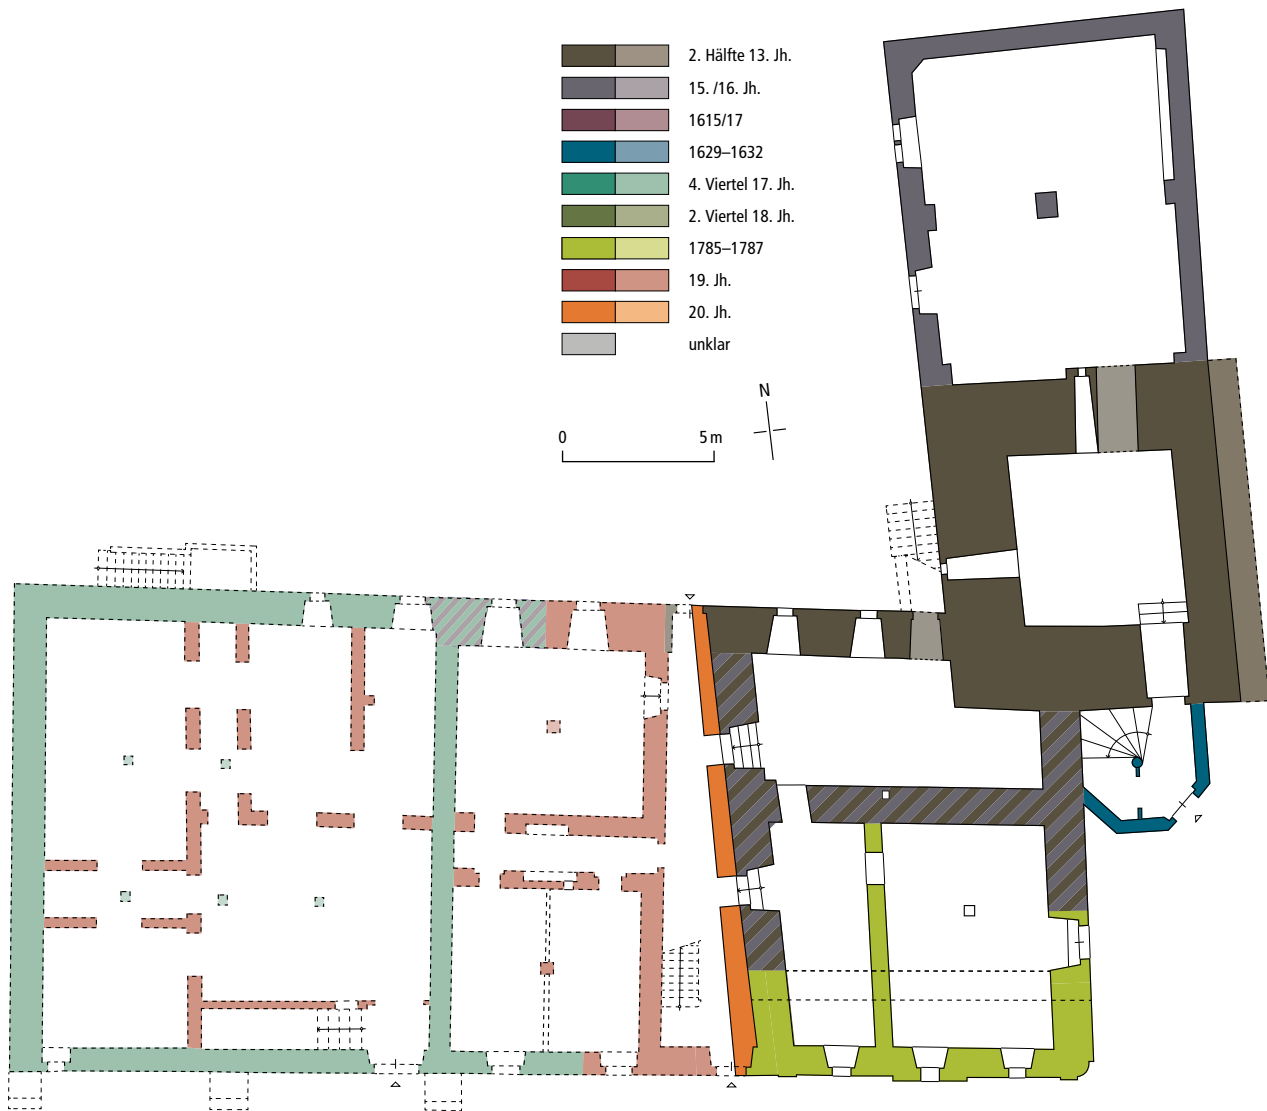 2. Hälfte 13. Jh.
15. /16. Jh.
1615/17
1629–1632
4. Viertel 17. Jh.
2. Viertel 18. Jh.
1785–1787
19. Jh.
20. Jh.
unklar
N
0 5 m